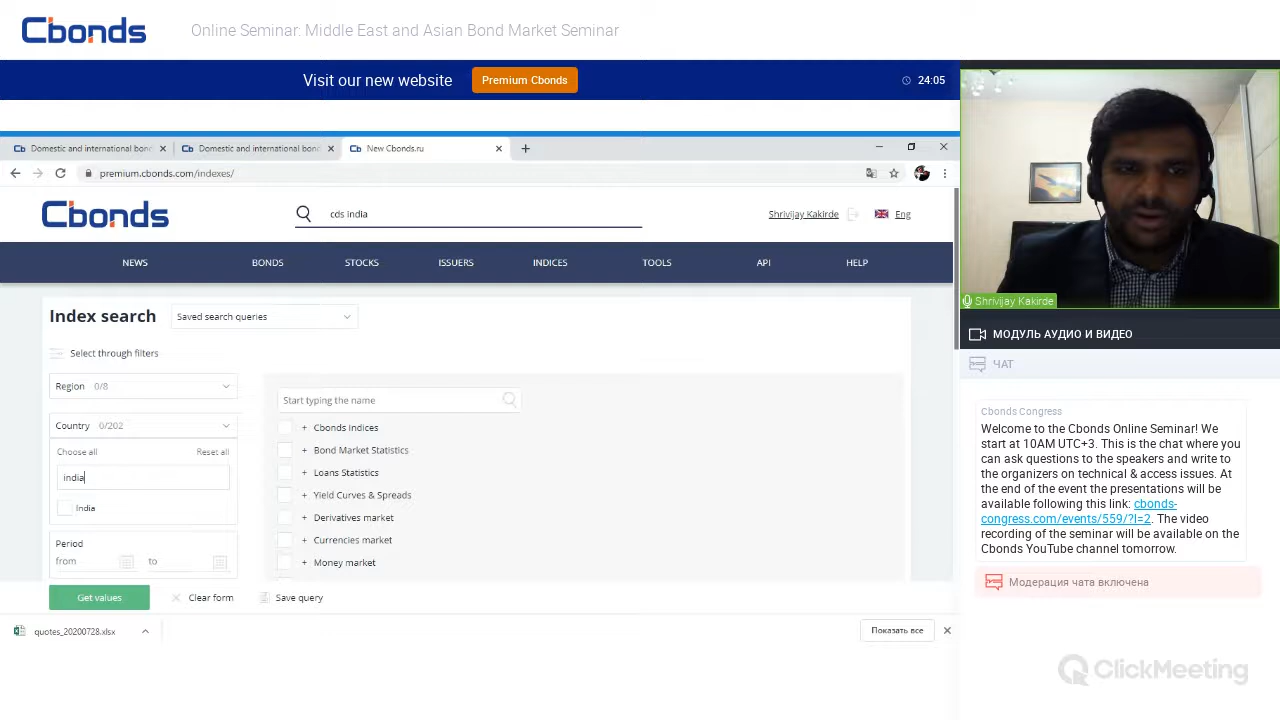 Cbonds
Online Seminar: Middle East and Asian Bond Market Seminar
Visit our new website
Premium Cbonds
24:05
Cb Domestic and international bon
Cb Domestic and international bon
Cb New Cbonds.ru
premium.cbonds.com/indexes/
Cbonds
cds india
Shrivijay Kakirde
Eng
NEWS
BONDS
STOCKS
ISSUERS
INDICES
TOOLS
API
HELP
Index search
Saved search queries
Select through filters
Region 0/8
Country 0/202
Choose all
Reset all
india
India
Period
from
to
Start typing the name
+ Cbonds Indices
+ Bond Market Statistics
+ Loans Statistics
+ Yield Curves & Spreads
+ Derivatives market
+ Currencies market
+ Money market
Get values
Clear form
Save query
quotes_20200728.xlsx
Показать все
Shrivijay Kakirde
МОДУЛЬ АУДИО И ВИДЕО
ЧАТ
Cbonds Congress
Welcome to the Cbonds Online Seminar! We
start at 10AM UTC+3. This is the chat where you
can ask questions to the speakers and write to
the organizers on technical & access issues. At
the end of the event the presentations will be
available following this link: cbonds-
congress.com/events/559/?l=2. The video
recording of the seminar will be available on the
Cbonds YouTube channel tomorrow.
Модерация чата включена
ClickMeeting